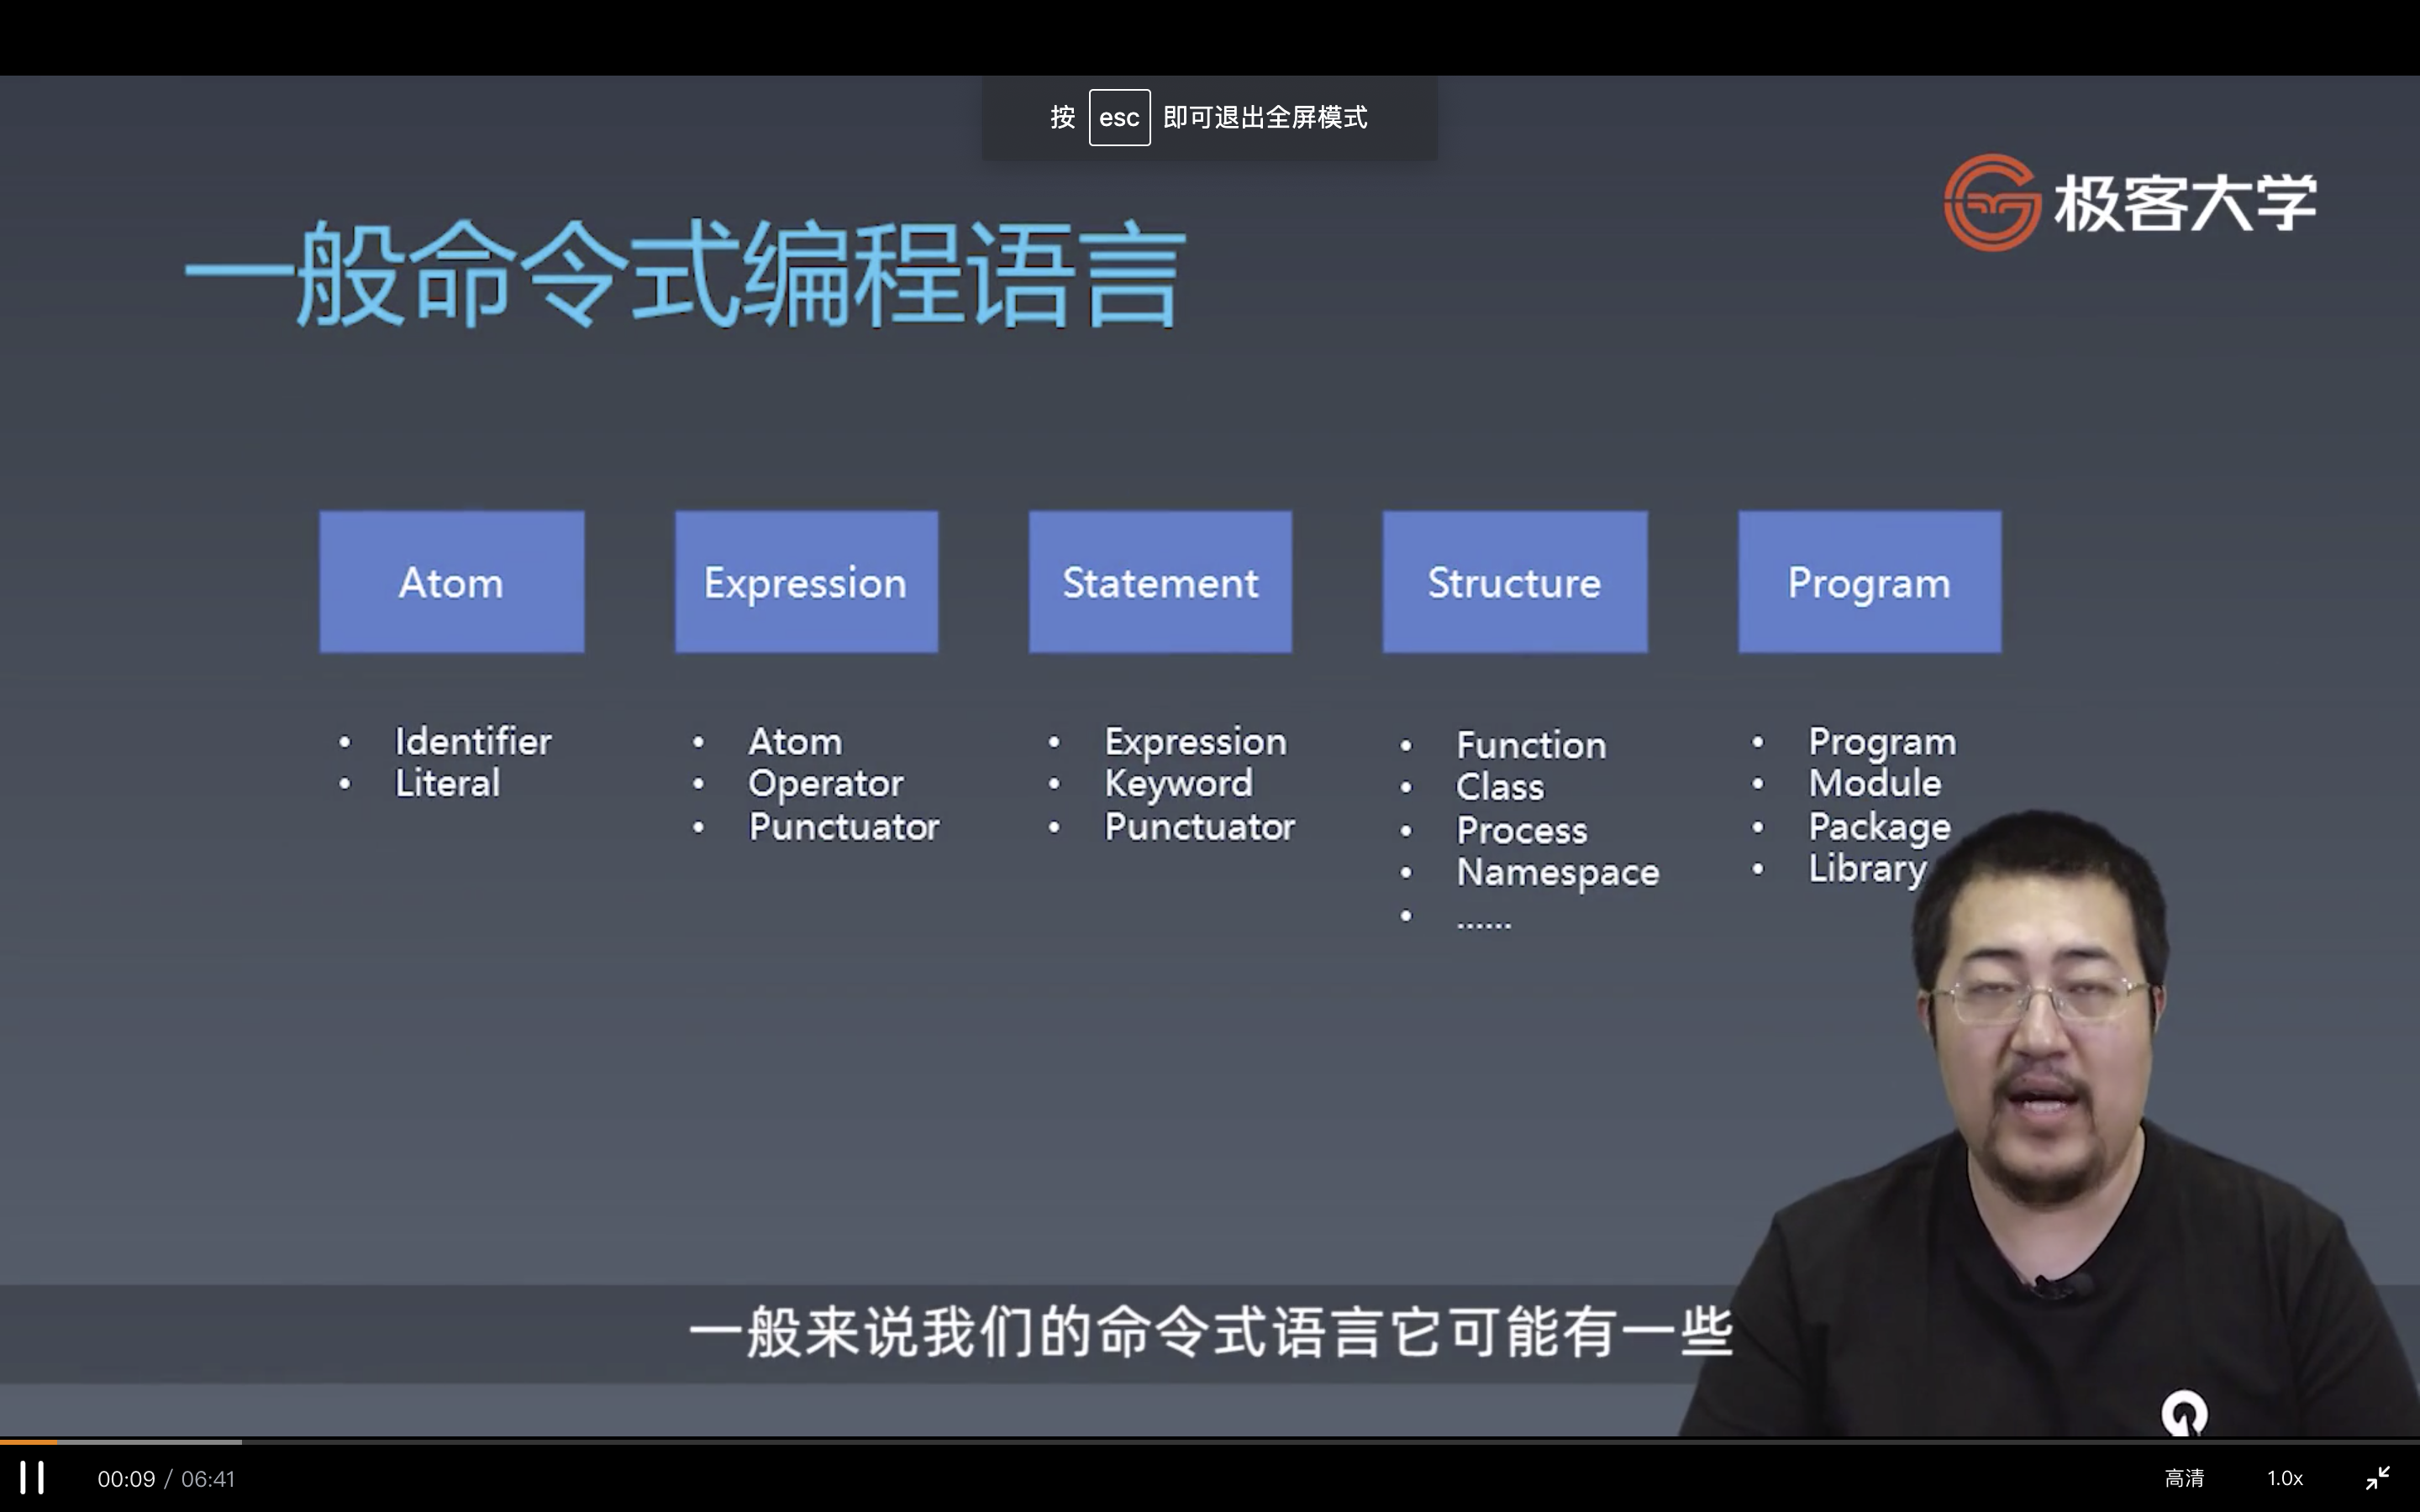 按 esc 即可退出全屏模式
极客大学
一般命令式编程语言
Atom
Expression
Statement
Structure
Program
• Identifier
• Literal
• Atom
• Operator
• Punctuator
• Expression
• Keyword
• Punctuator
• Function
• Class
• Process
• Namespace
• ......
• Program
• Module
• Package
• Library
一般来说我们的命令式语言它可能有一些
00:09 / 06:41
高清
1.0x